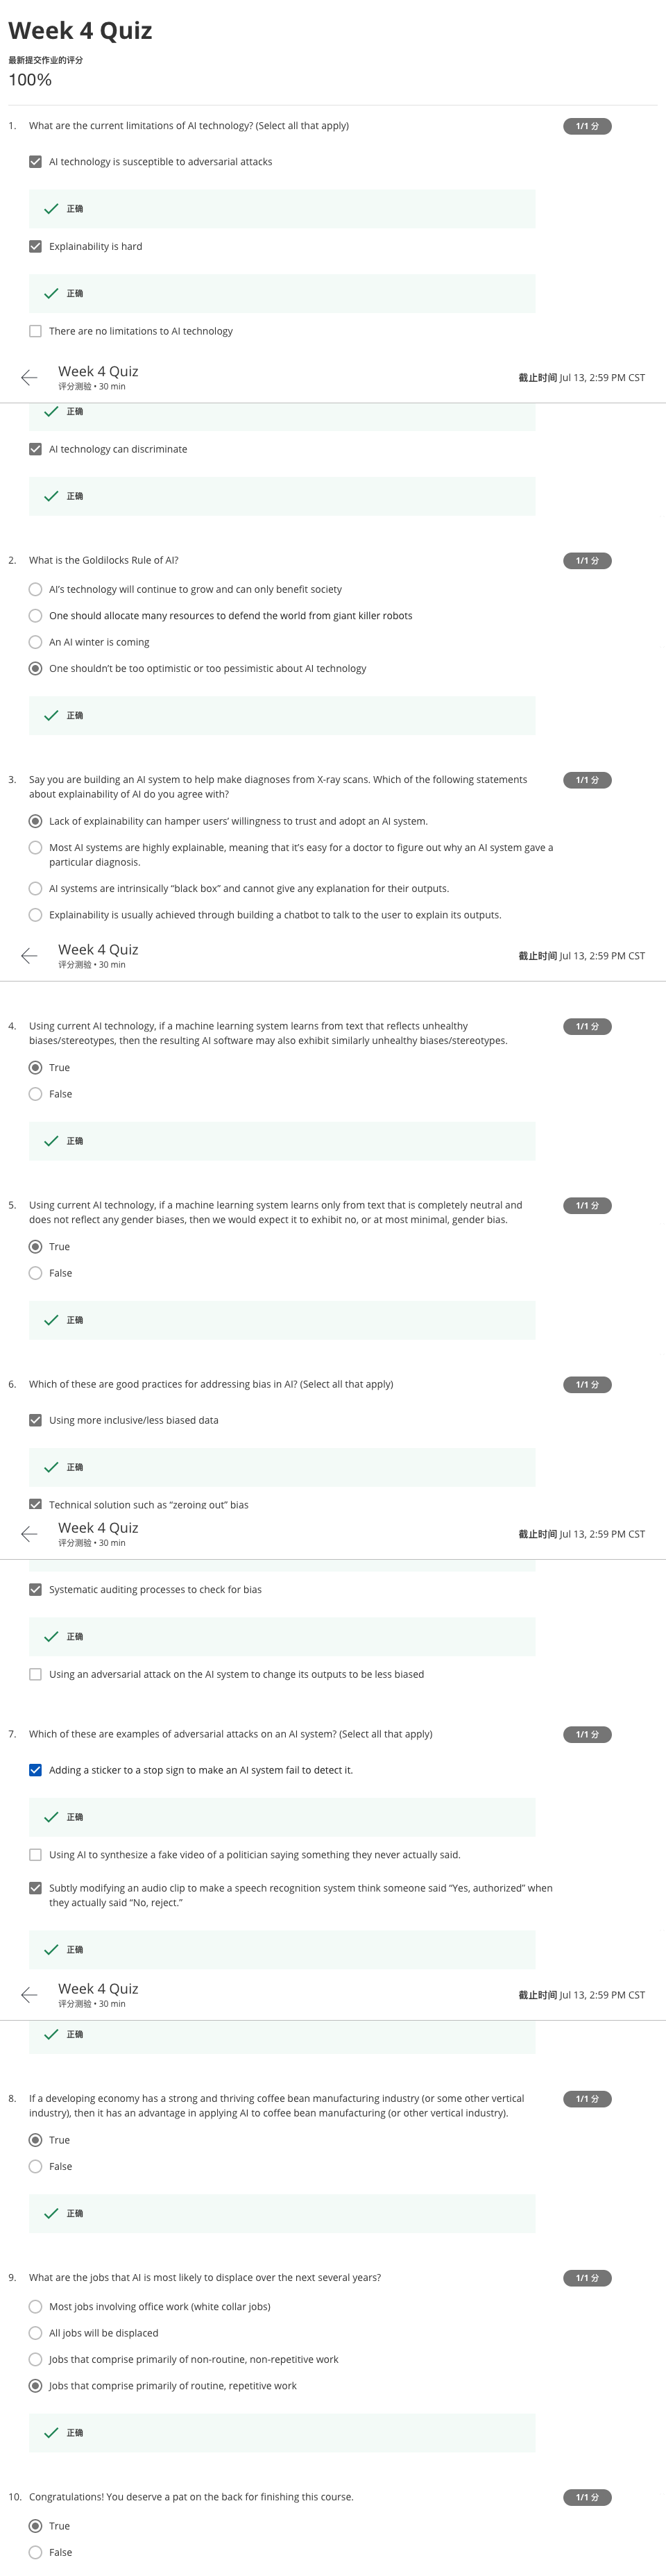 Week 4 Quiz
最新提交作业的评分
100%
1. What are the current limitations of AI technology? (Select all that apply)
1/1 分
AI technology is susceptible to adversarial attacks
正确
Explainability is hard
正确
There are no limitations to AI technology
Week 4 Quiz
评分测验 • 30 min
截止时间 Jul 13, 2:59 PM CST
正确
AI technology can discriminate
正确
2. What is the Goldilocks Rule of AI?
1/1 分
AI's technology will continue to grow and can only benefit society
One should allocate many resources to defend the world from giant killer robots
An AI winter is coming
One shouldn't be too optimistic or too pessimistic about AI technology
正确
3. Say you are building an AI system to help make diagnoses from X-ray scans. Which of the following statements
about explainability of AI do you agree with?
1/1 分
Lack of explainability can hamper users' willingness to trust and adopt an AI system.
Most AI systems are highly explainable, meaning that it's easy for a doctor to figure out why an AI system gave a
particular diagnosis.
AI systems are intrinsically “black box” and cannot give any explanation for their outputs.
Explainability is usually achieved through building a chatbot to talk to the user to explain its outputs.
Week 4 Quiz
评分测验 • 30 min
截止时间 Jul 13, 2:59 PM CST
4. Using current AI technology, if a machine learning system learns from text that reflects unhealthy
biases/stereotypes, then the resulting AI software may also exhibit similarly unhealthy biases/stereotypes.
1/1 分
True
False
正确
5. Using current AI technology, if a machine learning system learns only from text that is completely neutral and
does not reflect any gender biases, then we would expect it to exhibit no, or at most minimal, gender bias.
1/1 分
True
False
正确
6. Which of these are good practices for addressing bias in AI? (Select all that apply)
1/1 分
Using more inclusive/less biased data
正确
Technical solution such as “zeroing out” bias
Week 4 Quiz
评分测验 • 30 min
截止时间 Jul 13, 2:59 PM CST
Systematic auditing processes to check for bias
正确
Using an adversarial attack on the AI system to change its outputs to be less biased
7. Which of these are examples of adversarial attacks on an AI system? (Select all that apply)
1/1 分
Adding a sticker to a stop sign to make an AI system fail to detect it.
正确
Using AI to synthesize a fake video of a politician saying something they never actually said.
Subtly modifying an audio clip to make a speech recognition system think someone said “Yes, authorized” when
they actually said “No, reject.”
正确
Week 4 Quiz
评分测验 • 30 min
截止时间 Jul 13, 2:59 PM CST
正确
8. If a developing economy has a strong and thriving coffee bean manufacturing industry (or some other vertical
industry), then it has an advantage in applying AI to coffee bean manufacturing (or other vertical industry).
1/1 分
True
False
正确
9. What are the jobs that AI is most likely to displace over the next several years?
1/1 分
Most jobs involving office work (white collar jobs)
All jobs will be displaced
Jobs that comprise primarily of non-routine, non-repetitive work
Jobs that comprise primarily of routine, repetitive work
正确
10. Congratulations! You deserve a pat on the back for finishing this course.
1/1 分
True
False